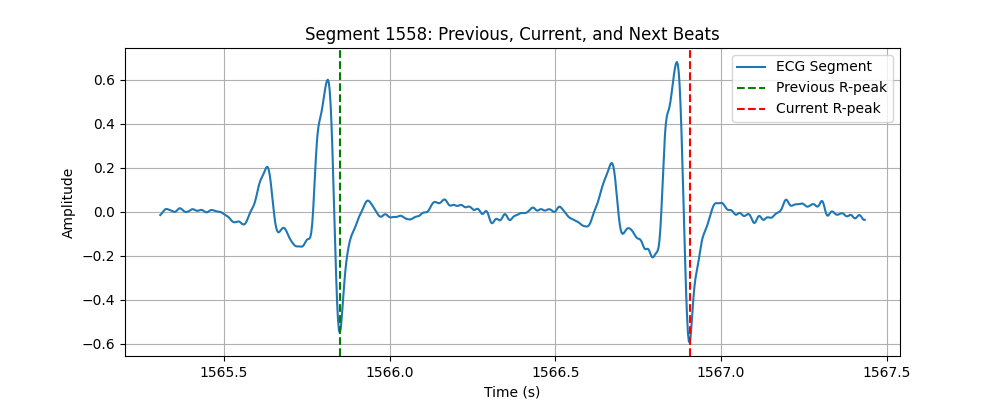 Segment 1558: Previous, Current, and Next Beats
ECG Segment
Previous R-peak
Current R-peak
Amplitude
0.6
0.4
0.2
0.0
−0.2
−0.4
−0.6
1565.5 1566.0 1566.5 1567.0 1567.5
Time (s)